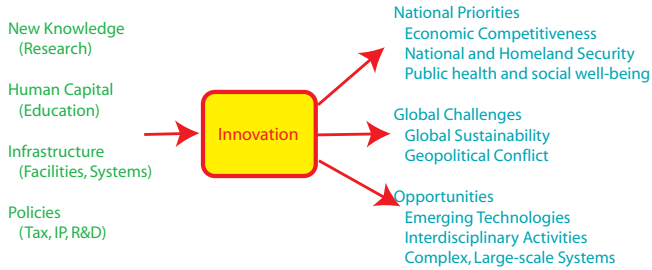 New Knowledge
(Research)
Human Capital
(Education)
Infrastructure
(Facilities, Systems)
Policies
(Tax, IP, R&D)
Innovation
National Priorities
Economic Competitiveness
National and Homeland Security
Public health and social well-being
Global Challenges
Global Sustainability
Geopolitical Conflict
Opportunities
Emerging Technologies
Interdisciplinary Activities
Complex, Large-scale Systems